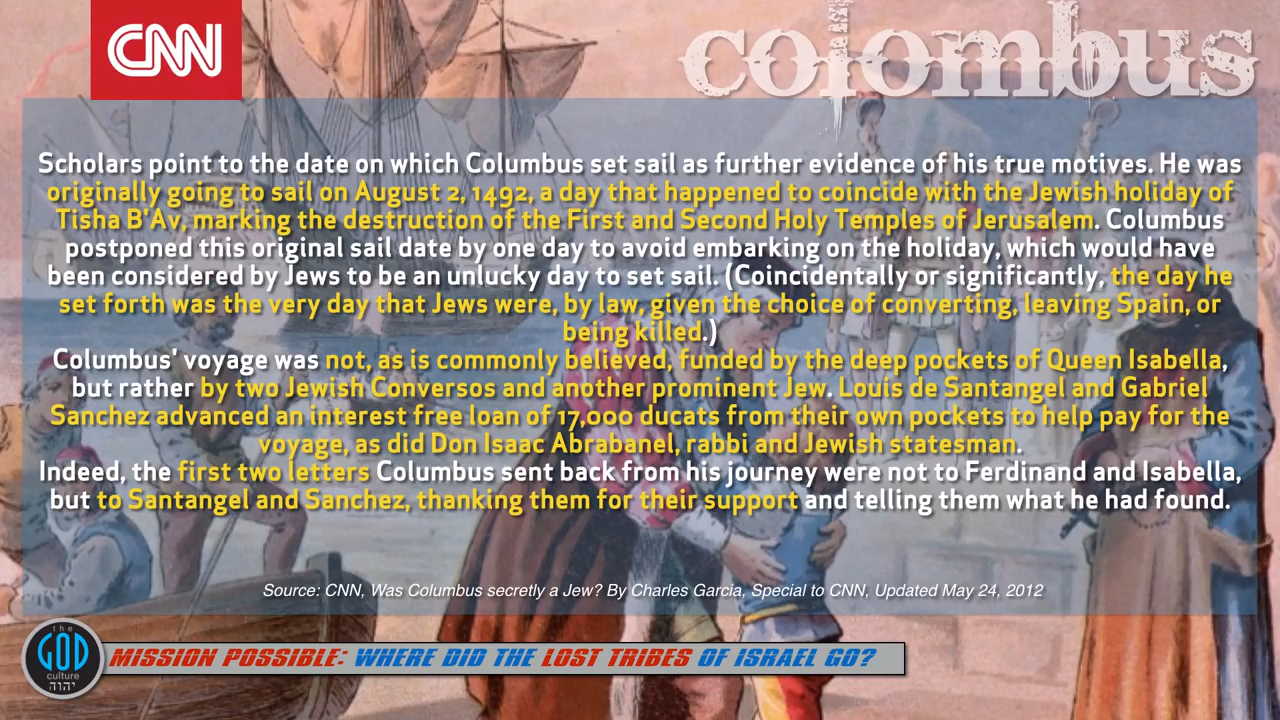 CNN
colombus
Scholars point to the date on which Columbus set sail as further evidence of his true motives. He was
originally going to sail on August 2, 1492, a day that happened to coincide with the Jewish holiday of
Tisha B'Av, marking the destruction of the First and Second Holy Temples of Jerusalem. Columbus
postponed this original sail date by one day to avoid embarking on the holiday, which would have
been considered by Jews to be an unlucky day to set sail. (Coincidentally or significantly, the day he
set forth was the very day that Jews were, by law, given the choice of converting, leaving Spain, or
being killed.)
Columbus' voyage was not, as is commonly believed, funded by the deep pockets of Queen Isabella,
but rather by two Jewish Conversos and another prominent Jew. Louis de Santangel and Gabriel
Sanchez advanced an interest free loan of 17,000 ducats from their own pockets to help pay for the
voyage, as did Don Isaac Abrabanel, rabbi and Jewish statesman.
Indeed, the first two letters Columbus sent back from his journey were not to Ferdinand and Isabella,
but to Santangel and Sanchez, thanking them for their support and telling them what he had found.
Source: CNN, Was Columbus secretly a Jew? By Charles Garcia, Special to CNN, Updated May 24, 2012
the
GOD
culture
יהוה
MISSION POSSIBLE: WHERE DID THE LOST TRIBES OF ISRAEL GO?